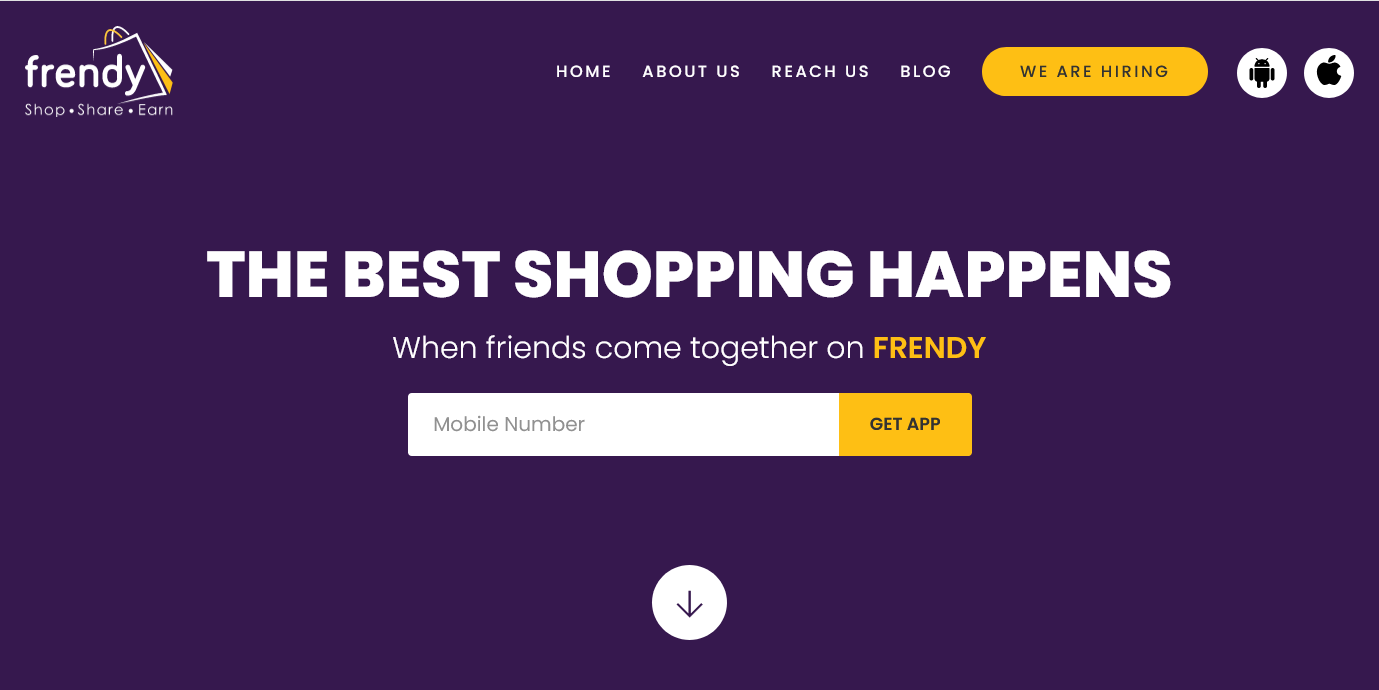 frendy
Shop • Share • Earn
HOME ABOUT US REACH US BLOG WE ARE HIRING
THE BEST SHOPPING HAPPENS
When friends come together on FRENDY
Mobile Number GET APP